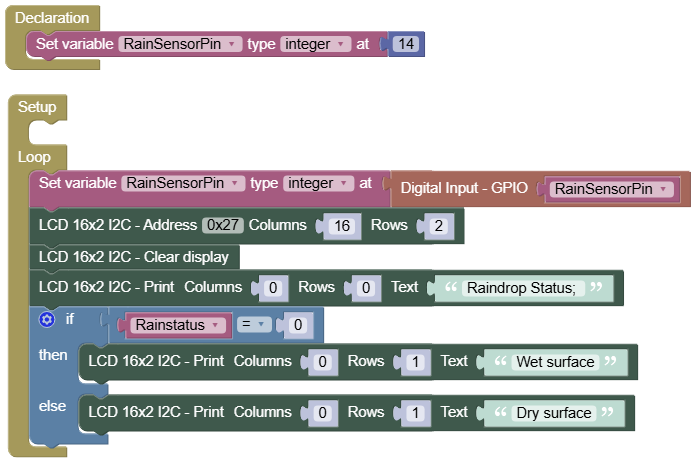 Declaration
Set variable RainSensorPin type integer at 14
Setup
Loop
Set variable RainSensorPin type integer at Digital Input - GPIO RainSensorPin
LCD 16x2 I2C - Address 0x27 Columns 16 Rows 2
LCD 16x2 I2C - Clear display
LCD 16x2 I2C - Print Columns 0 Rows 0 Text “ Raindrop Status; ”
if Rainstatus = 0
then LCD 16x2 I2C - Print Columns 0 Rows 1 Text “ Wet surface ”
else LCD 16x2 I2C - Print Columns 0 Rows 1 Text “ Dry surface ”